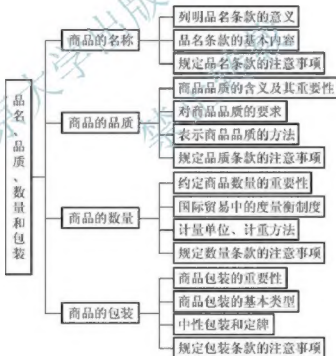 品名、品质、数量和包装
商品的名称
列明品名条款的意义
品名条款的基本内容
规定品名条款的注意事项
商品的品质
商品品质的含义及其重要性
对商品品质的要求
表示商品品质的方法
规定品质条款的注意事项
商品的数量
约定商品数量的重要性
国际贸易中的度量衡制度
计量单位、计重方法
规定数量条款的注意事项
商品的包装
商品包装的重要性
商品包装的基本类型
中性包装和定牌
规定包装条款的注意事项